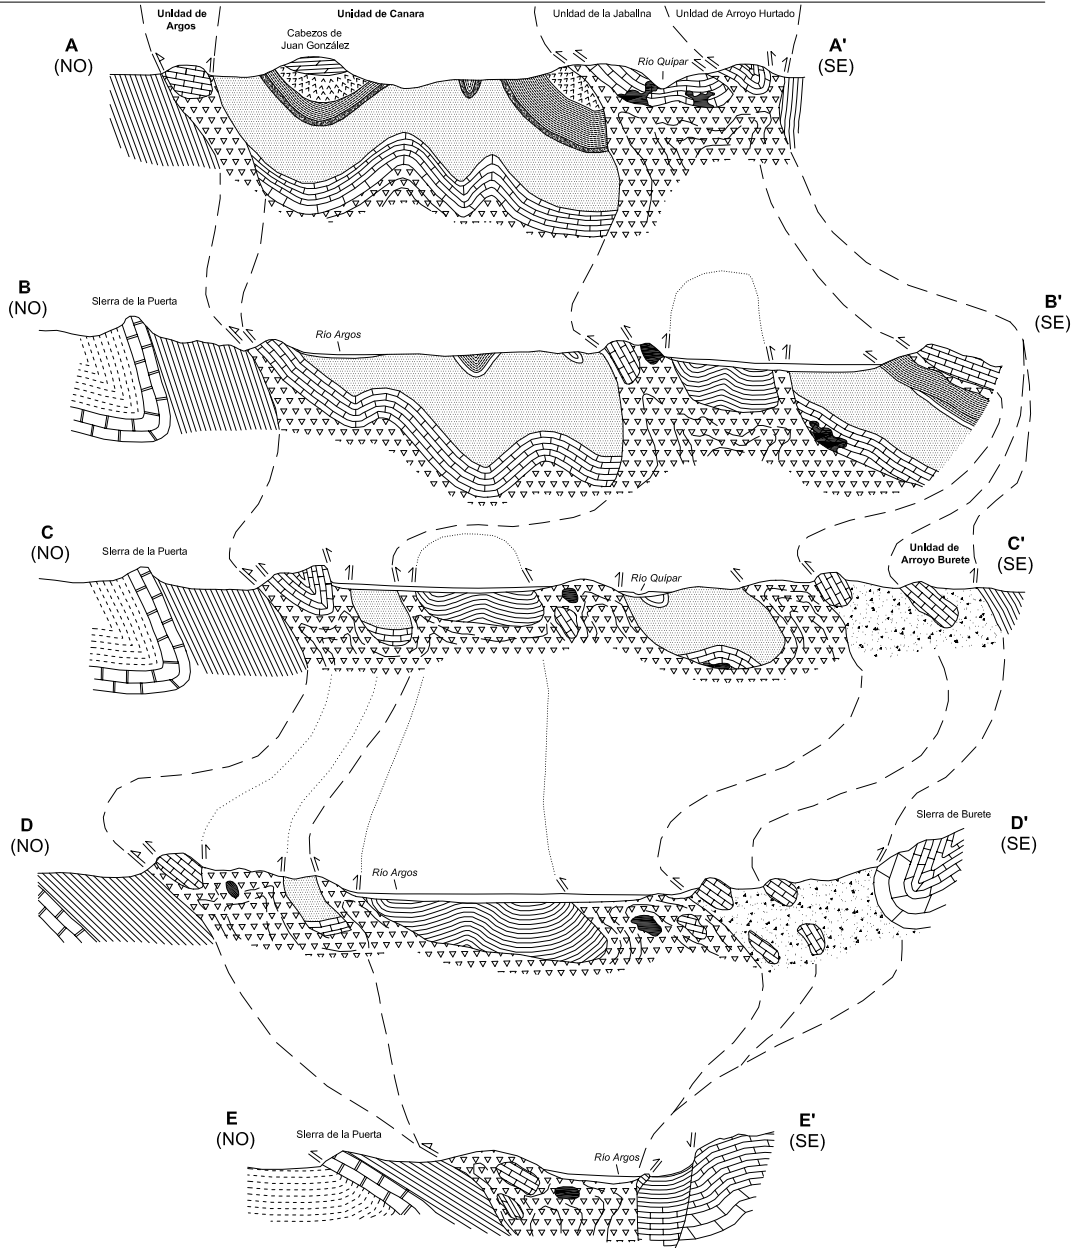 Unidad de
Argos
Unidad de Canara
Unidad de la Jabalina
Unidad de Arroyo Hurtado
A
(NO)
Cabezos de
Juan González
Río Quipar
A'
(SE)
B
(NO)
Sierra de la Puerta
Río Argos
B'
(SE)
C
(NO)
Sierra de la Puerta
Río Quipar
Unidad de
Arroyo Burete
C'
(SE)
D
(NO)
Río Argos
Sierra de Burete
D'
(SE)
E
(NO)
Sierra de la Puerta
Río Argos
E'
(SE)